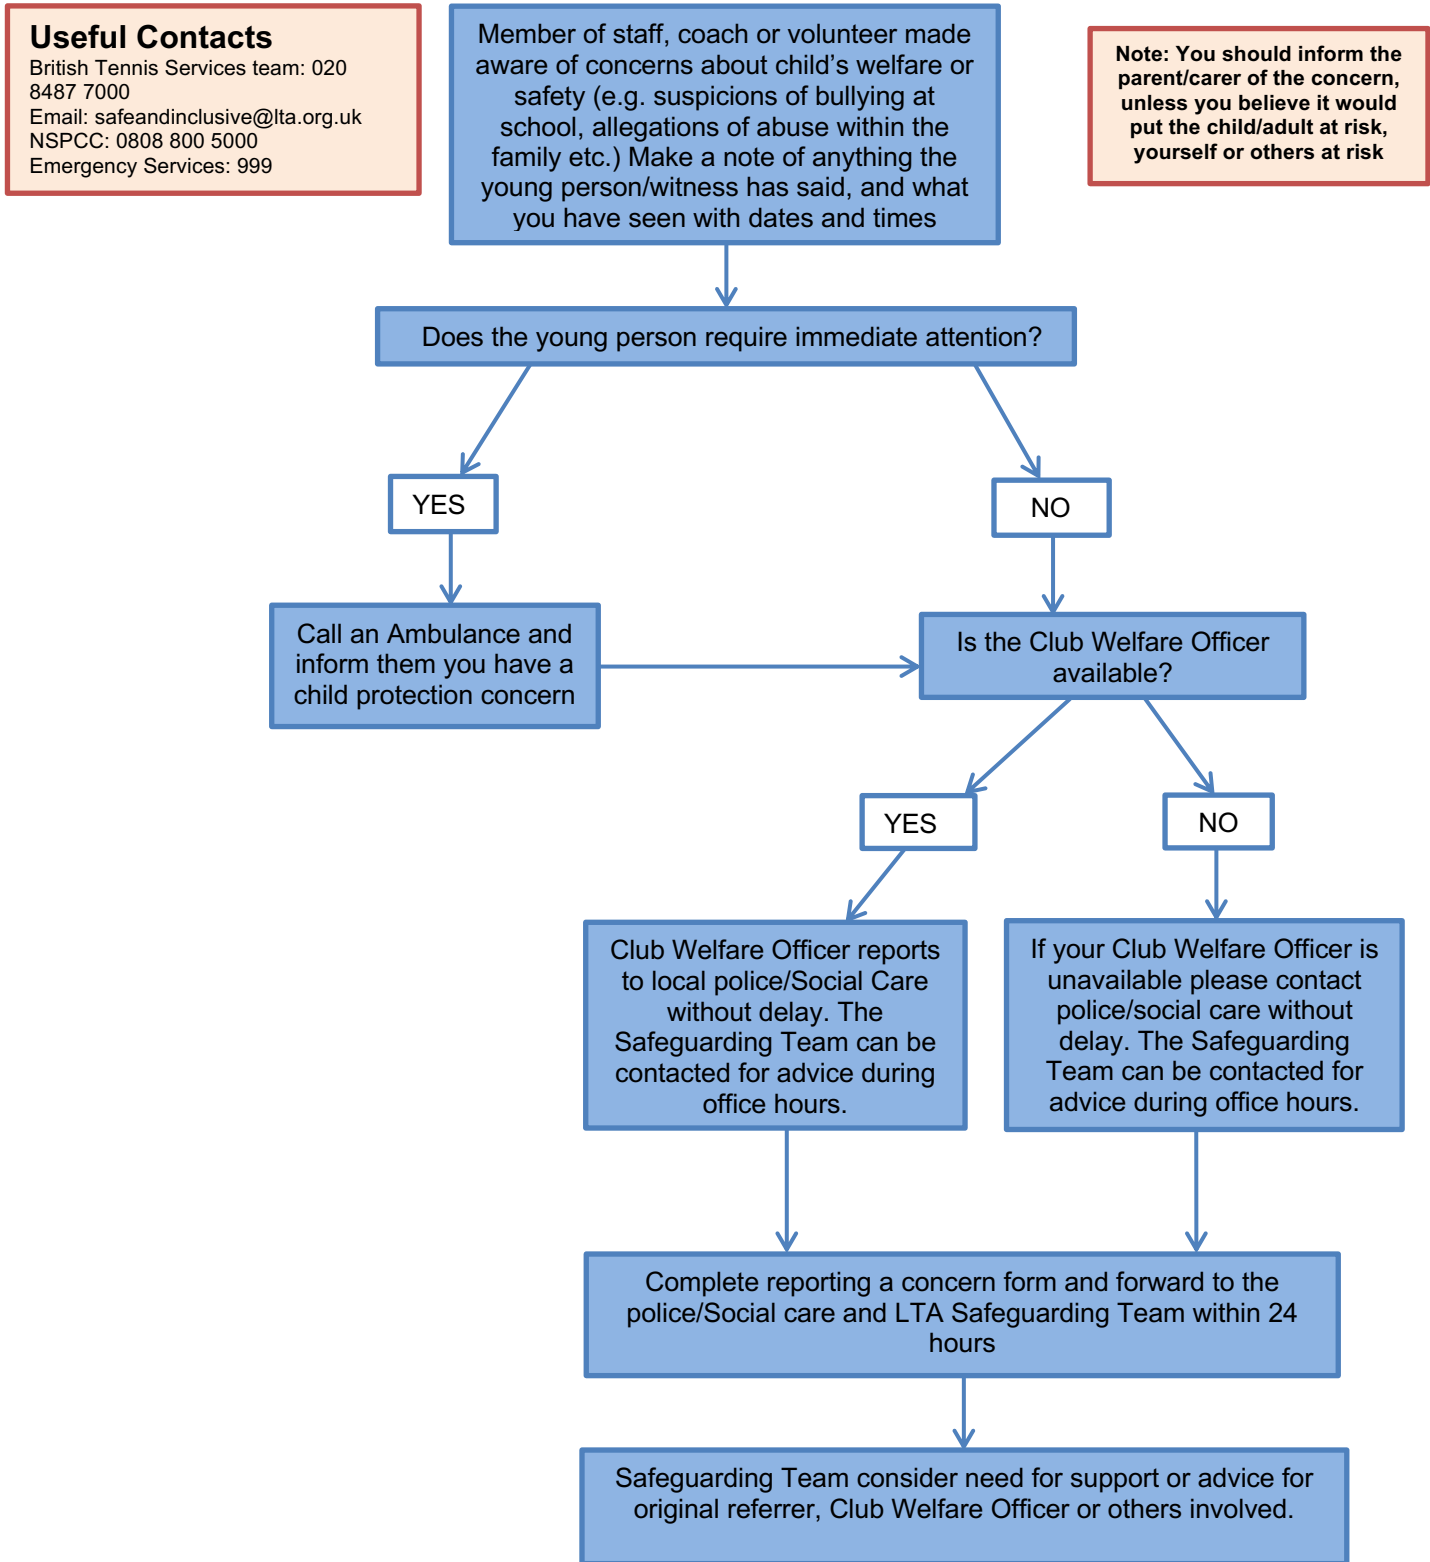 Useful Contacts
British Tennis Services team: 020
8487 7000
Email: safeandinclusive@lta.org.uk
NSPCC: 0808 800 5000
Emergency Services: 999
Member of staff, coach or volunteer made
aware of concerns about child’s welfare or
safety (e.g. suspicions of bullying at
school, allegations of abuse within the
family etc.) Make a note of anything the
young person/witness has said, and what
you have seen with dates and times
Note: You should inform the
parent/carer of the concern,
unless you believe it would
put the child/adult at risk,
yourself or others at risk
Does the young person require immediate attention?
YES
NO
Call an Ambulance and
inform them you have a
child protection concern
Is the Club Welfare Officer
available?
YES
NO
Club Welfare Officer reports
to local police/Social Care
without delay. The
Safeguarding Team can be
contacted for advice during
office hours.
If your Club Welfare Officer is
unavailable please contact
police/social care without
delay. The Safeguarding
Team can be contacted for
advice during office hours.
Complete reporting a concern form and forward to the
police/Social care and LTA Safeguarding Team within 24
hours
Safeguarding Team consider need for support or advice for
original referrer, Club Welfare Officer or others involved.